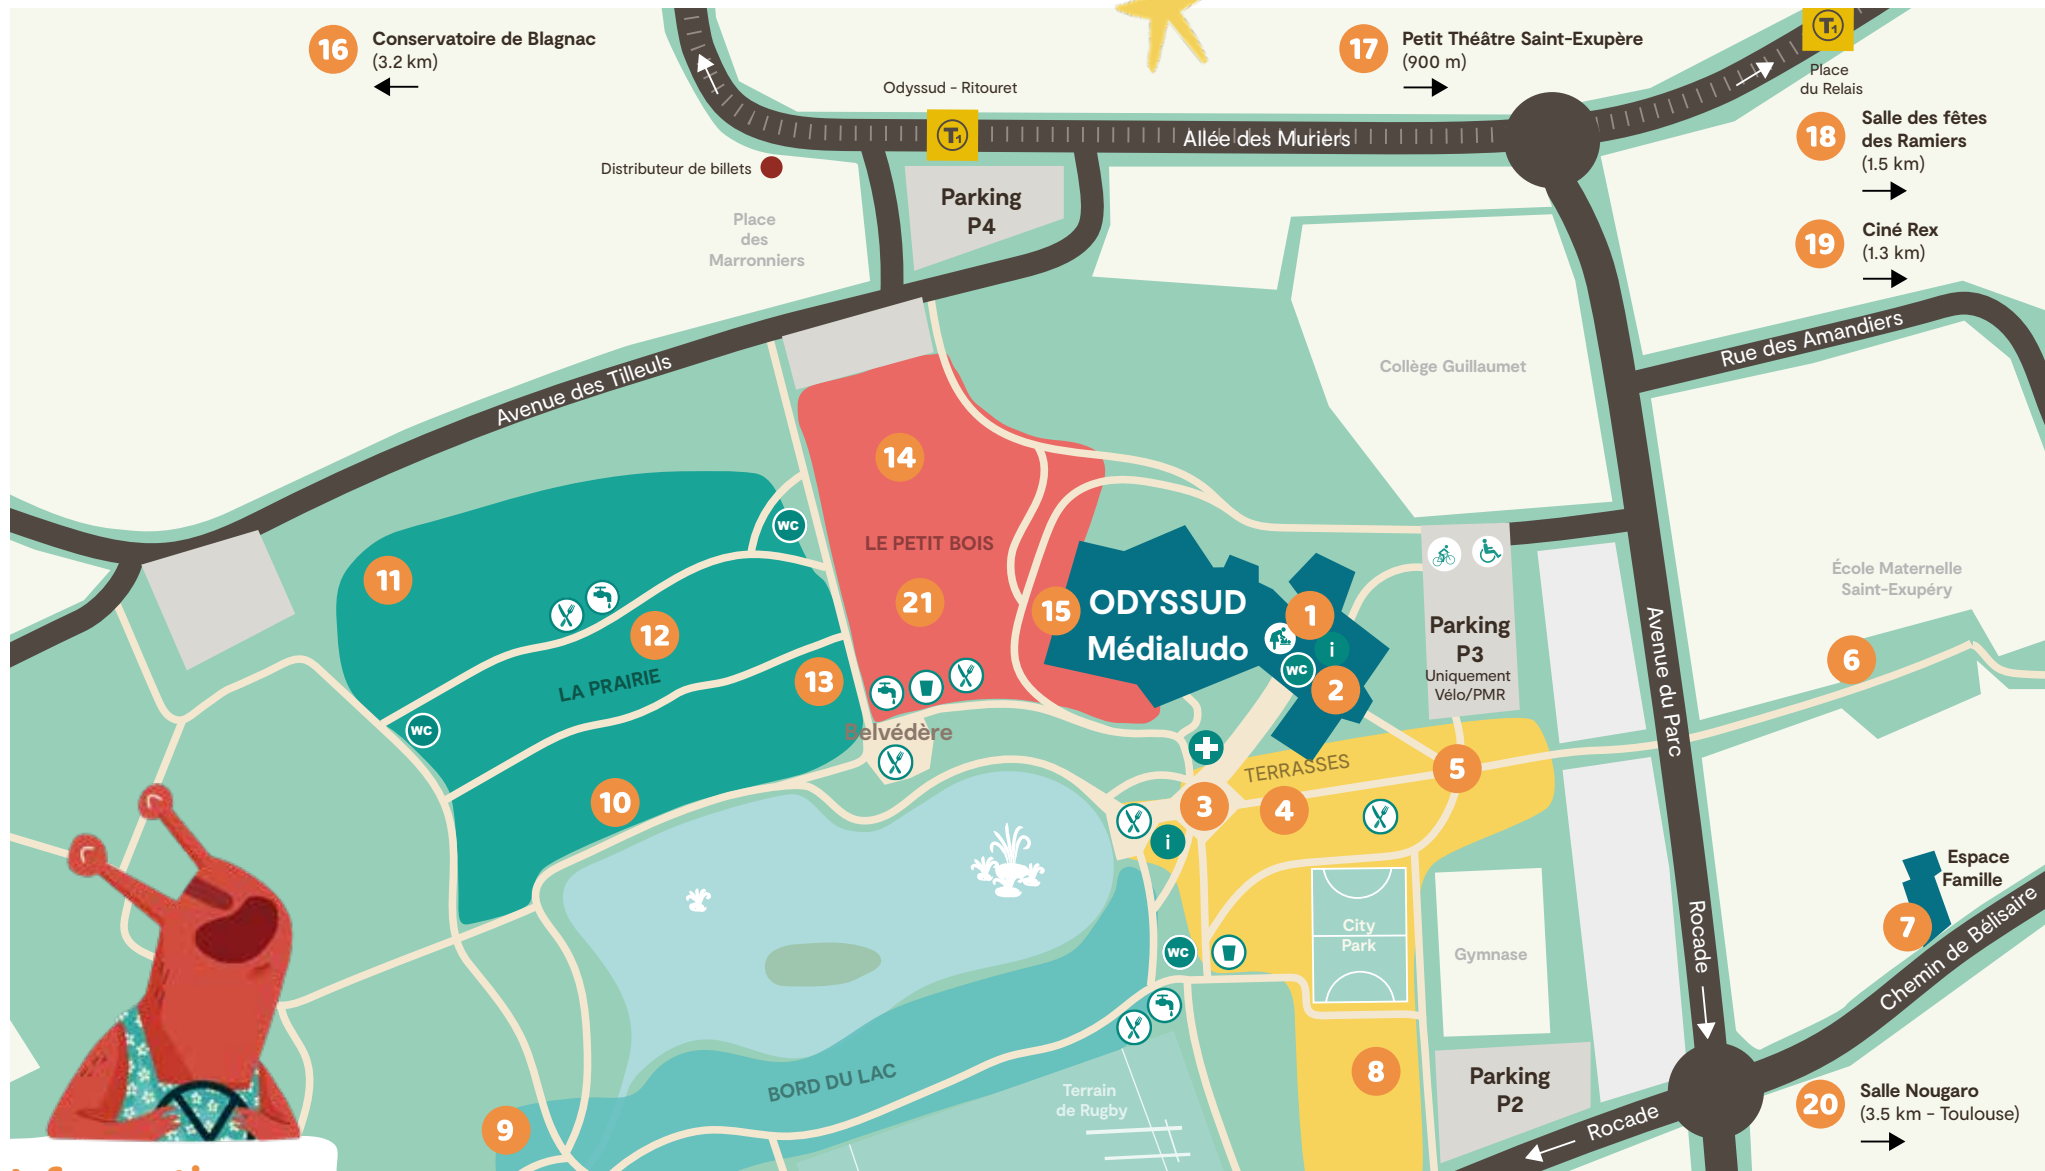 16
Conservatoire de Blagnac
(3.2 km)
17
Petit Théâtre Saint-Exupère
(900 m)
T1
Place
du Relais
18
Salle des fêtes
des Ramiers
(1.5 km)
19
Ciné Rex
(1.3 km)
Odyssud - Ritouret
T1
Allée des Muriers
Distributeur de billets
Parking
P4
Place
des
Marronniers
Avenue des Tilleuls
Collège Guillaumet
Rue des Amandiers
14
LE PETIT BOIS
21
15
ODYSSUD
Médialudo
1
i
WC
2
Parking
P3
Uniquement
Vélo/PMR
Avenue du Parc
École Maternelle
Saint-Exupéry
6
11
WC
12
LA PRAIRIE
13
WC
10
Belvédère
TERRASSES
3
4
5
i
City
Park
Gymnase
WC
Rocade
Espace
Famille
7
Chemin de Bélisaire
BORD DU LAC
9
Terrain
de Rugby
8
Parking
P2
Rocade
20
Salle Nougaro
(3.5 km - Toulouse)